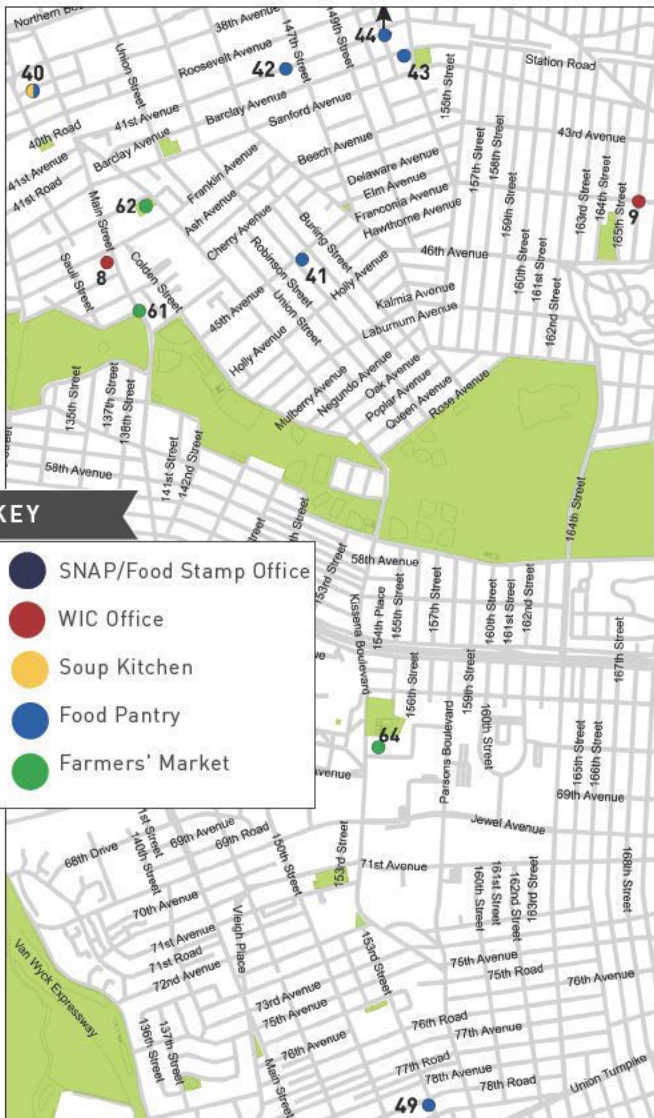 Northern Bo
38th Avenue
149th Street
44
147th Street
Union Street
Roosevelt Avenue
42
43
Station Road
40
155th Street
41st Avenue
Barclay Avenue
Sanford Avenue
40th Road
Barclay Avenue
43rd Avenue
Beech Avenue
157th Street
158th Street
41st Avenue
41st Road
Franklin Avenue
Delaware Avenue
Elm Avenue
Franconia Avenue
Hawthorne Avenue
159th Street
163rd Street
164th Street
165th Street
9
62
Ash Avenue
Cherry Avenue
Main Street
Burling Street
Robinson Street
Union Street
41
46th Avenue
160th Street
161st Street
8
Colden Street
Saull Street
Holly Avenue
Kalmia Avenue
Laburnum Avenue
162nd Street
45th Avenue
61
Holly Avenue
Mulberry Avenue
Negundo Avenue
Oak Avenue
Poplar Avenue
Queen Avenue
Rose Avenue
135th Street
137th Street
138th Street
58th Avenue
141st Street
142nd Street
164th Street
KEY
SNAP/Food Stamp Office
WIC Office
Soup Kitchen
Food Pantry
Farmers' Market
153rd Street
58th Avenue
Kissena Boulevard
154th Place
155th Street
157th Street
160th Street
161st Street
162nd Street
167th Street
156th Street
159th Street
160th Street
64
Parsons Boulevard
165th Street
166th Street
69th Avenue
Jewel Avenue
1st Street
140th Street
69th Avenue
69th Road
68th Drive
150th Street
153rd Street
71st Avenue
168th Street
160th Street
161st Street
162nd Street
163rd Street
70th Avenue
Vleigh Place
71st Avenue
71st Road
72nd Avenue
153rd Street
75th Avenue
75th Road
76th Avenue
Van Wyck Expressway
73rd Avenue
75th Avenue
76th Avenue
76th Road
77th Avenue
136th Street
137th Street
Main Street
77th Road
78th Avenue
78th Road
Union Turnpike
49